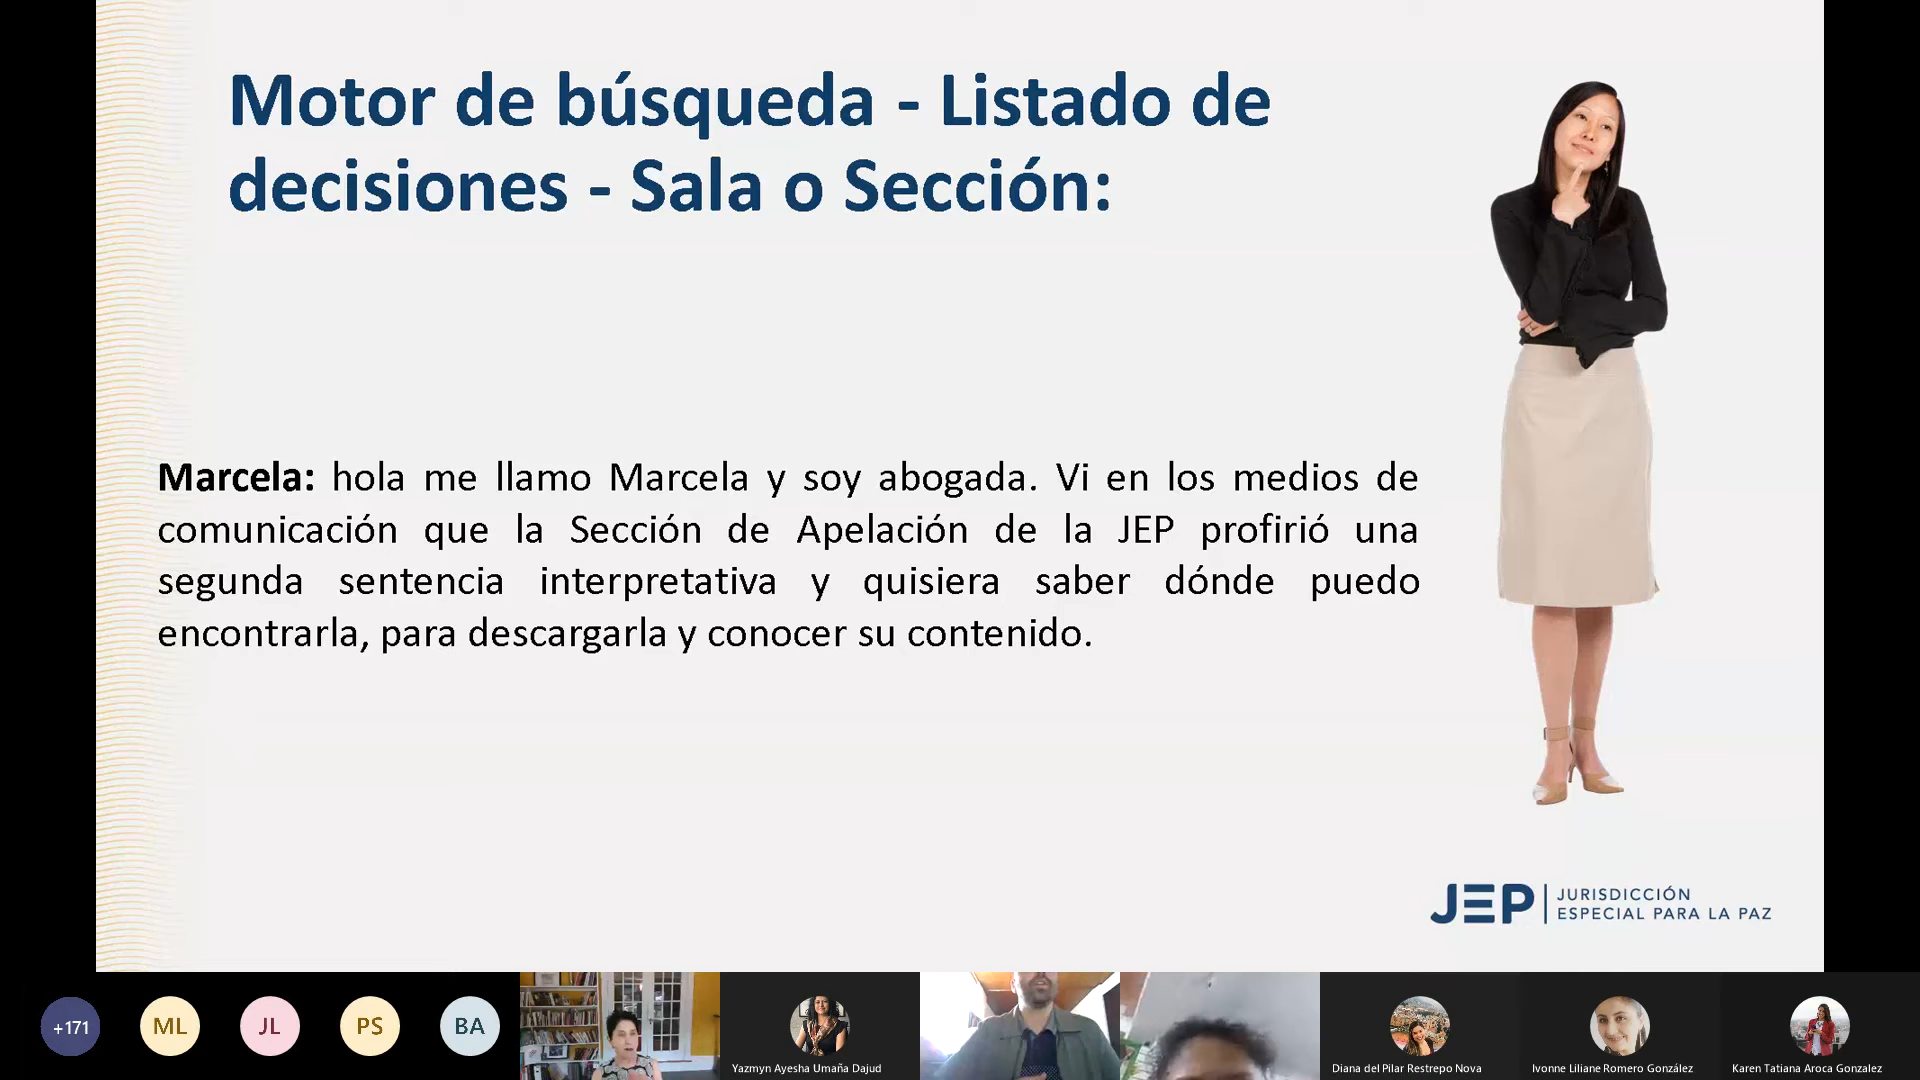 Motor de búsqueda - Listado de
decisiones - Sala o Sección:
Marcela: hola me llamo Marcela y soy abogada. Vi en los medios de
comunicación que la Sección de Apelación de la JEP profirió una
segunda sentencia interpretativa y quisiera saber dónde puedo
encontrarla, para descargarla y conocer su contenido.
JEP
JURISDICCIÓN
ESPECIAL PARA LA PAZ
+171
ML
JL
PS
BA
Yazmyn Ayesha Umaña Dajud
Diana del Pilar Restrepo Nova
Ivonne Liliane Romero González
Karen Tatiana Aroca Gonzalez